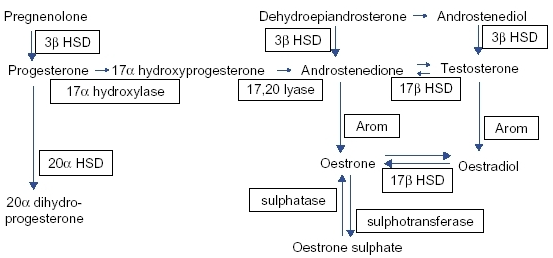 Pregnenolone
Dehydroepiandrosterone
Androstenediol
3β HSD
3β HSD
3β HSD
Progesterone
17α hydroxyprogesterone
Androstenedione
Testosterone
17α hydroxylase
17,20 lyase
17β HSD
Arom
Arom
20α HSD
Oestrone
Oestradiol
17β HSD
20α dihydro-
progesterone
sulphatase
sulphotransferase
Oestrone sulphate